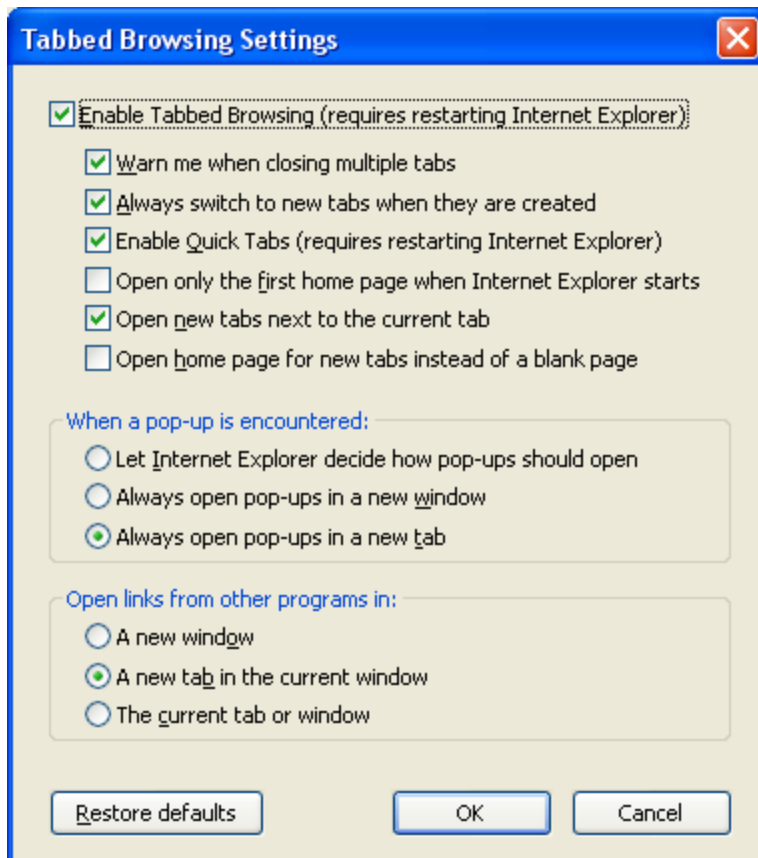 Tabbed Browsing Settings
Enable Tabbed Browsing (requires restarting Internet Explorer)
Warn me when closing multiple tabs
Always switch to new tabs when they are created
Enable Quick Tabs (requires restarting Internet Explorer)
Open only the first home page when Internet Explorer starts
Open new tabs next to the current tab
Open home page for new tabs instead of a blank page
When a pop-up is encountered:
Let Internet Explorer decide how pop-ups should open
Always open pop-ups in a new window
Always open pop-ups in a new tab
Open links from other programs in:
A new window
A new tab in the current window
The current tab or window
Restore defaults OK Cancel